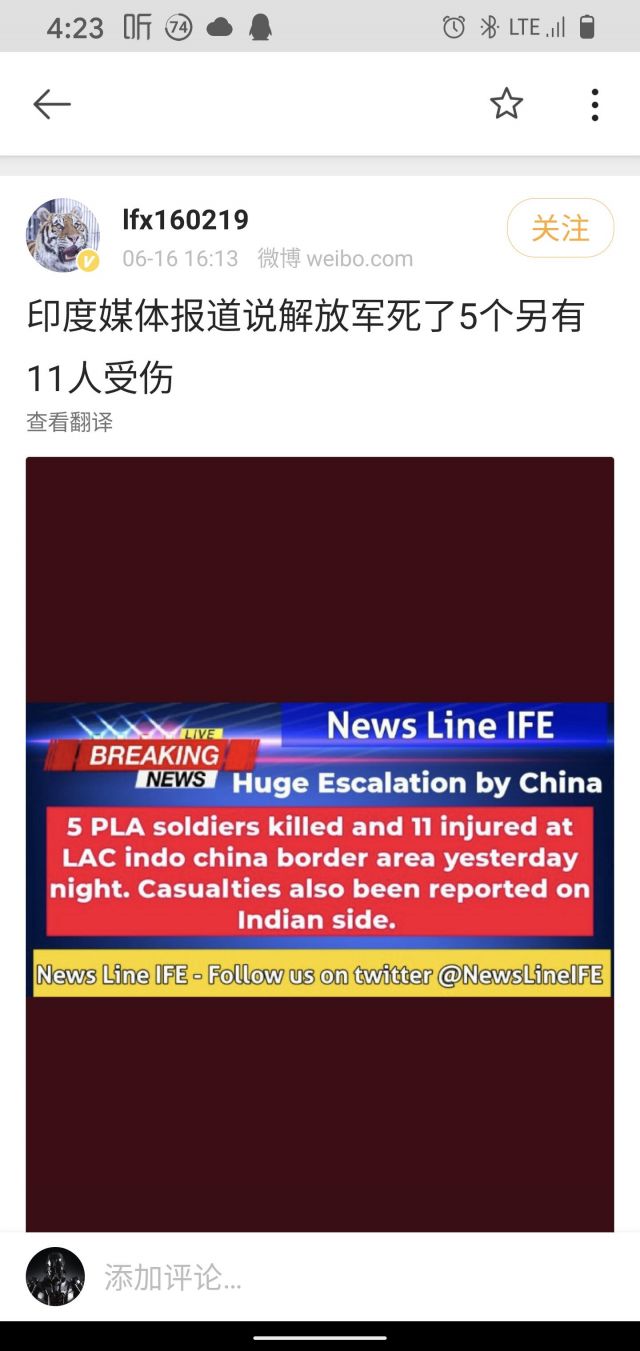 4:23 听 74 LTE
lfx160219
关注
06-16 16:13 微博 weibo.com
印度媒体报道说解放军死了5个另有
11人受伤
查看翻译
News Line IFE
LIVE
BREAKING
NEWS
Huge Escalation by China
5 PLA soldiers killed and 11 injured at
LAC indo china border area yesterday
night. Casualties also been reported on
Indian side.
News Line IFE - Follow us on twitter @NewsLineIFE
添加评论...